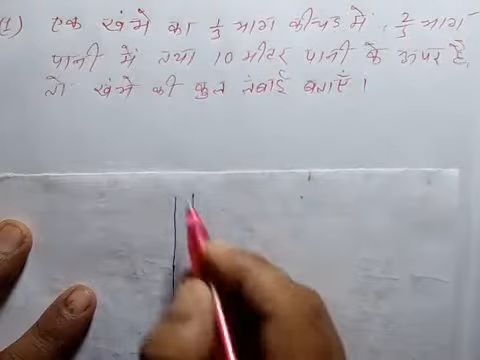 (1) एक खंभे का 1/3 भाग कीचड़ में, 2/5 भाग
पानी में तथा 10 मीटर पानी के ऊपर है,
तो खंभे की कुल लंबाई बताएँ।